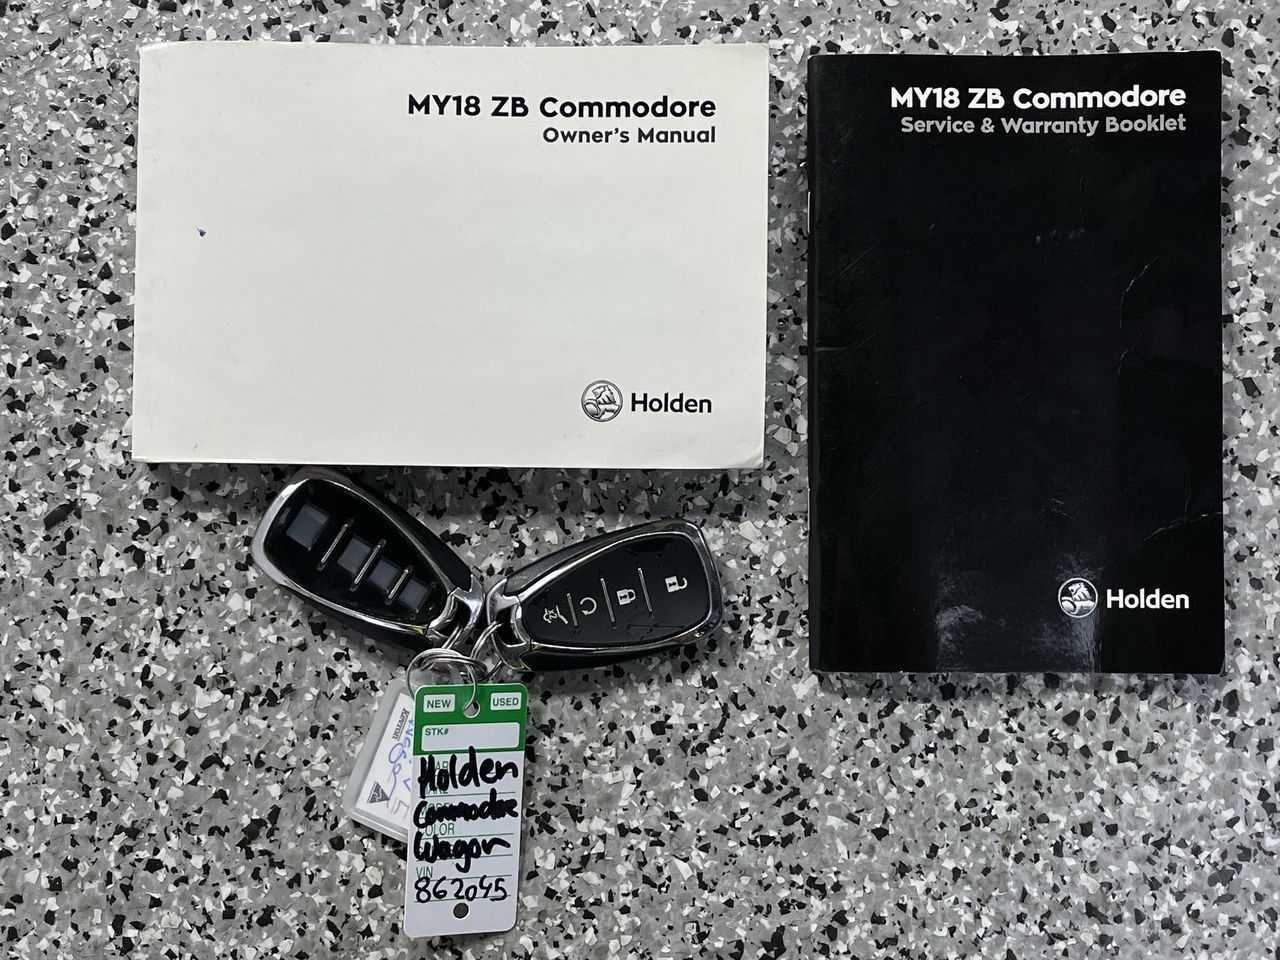 MY18 ZB Commodore
Owner's Manual
Holden
MY18 ZB Commodore
Service & Warranty Booklet
Holden
NEW
USED
STK#
Holden
Commodore
COLOR
Wagon
VIN
862045
Kevron